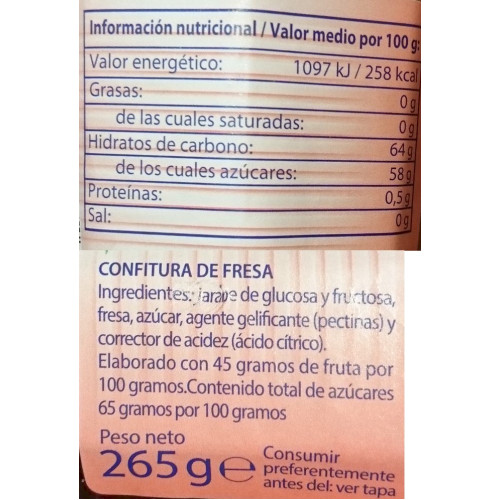 Información nutricional / Valor medio por 100 g:
Valor energético: 1097 kJ / 258 kcal
Grasas: 0 g
de las cuales saturadas: 0 g
Hidratos de carbono: 64 g
de los cuales azúcares: 58 g
Proteínas: 0,5 g
Sal: 0 g
CONFITURA DE FRESA
Ingredientes: jarabe de glucosa y fructosa,
fresa, azúcar, agente gelificante (pectinas) y
corrector de acidez (ácido cítrico).
Elaborado con 45 gramos de fruta por
100 gramos.Contenido total de azúcares
65 gramos por 100 gramos
Peso neto
265 g e
Consumir
preferentemente
antes del: ver tapa